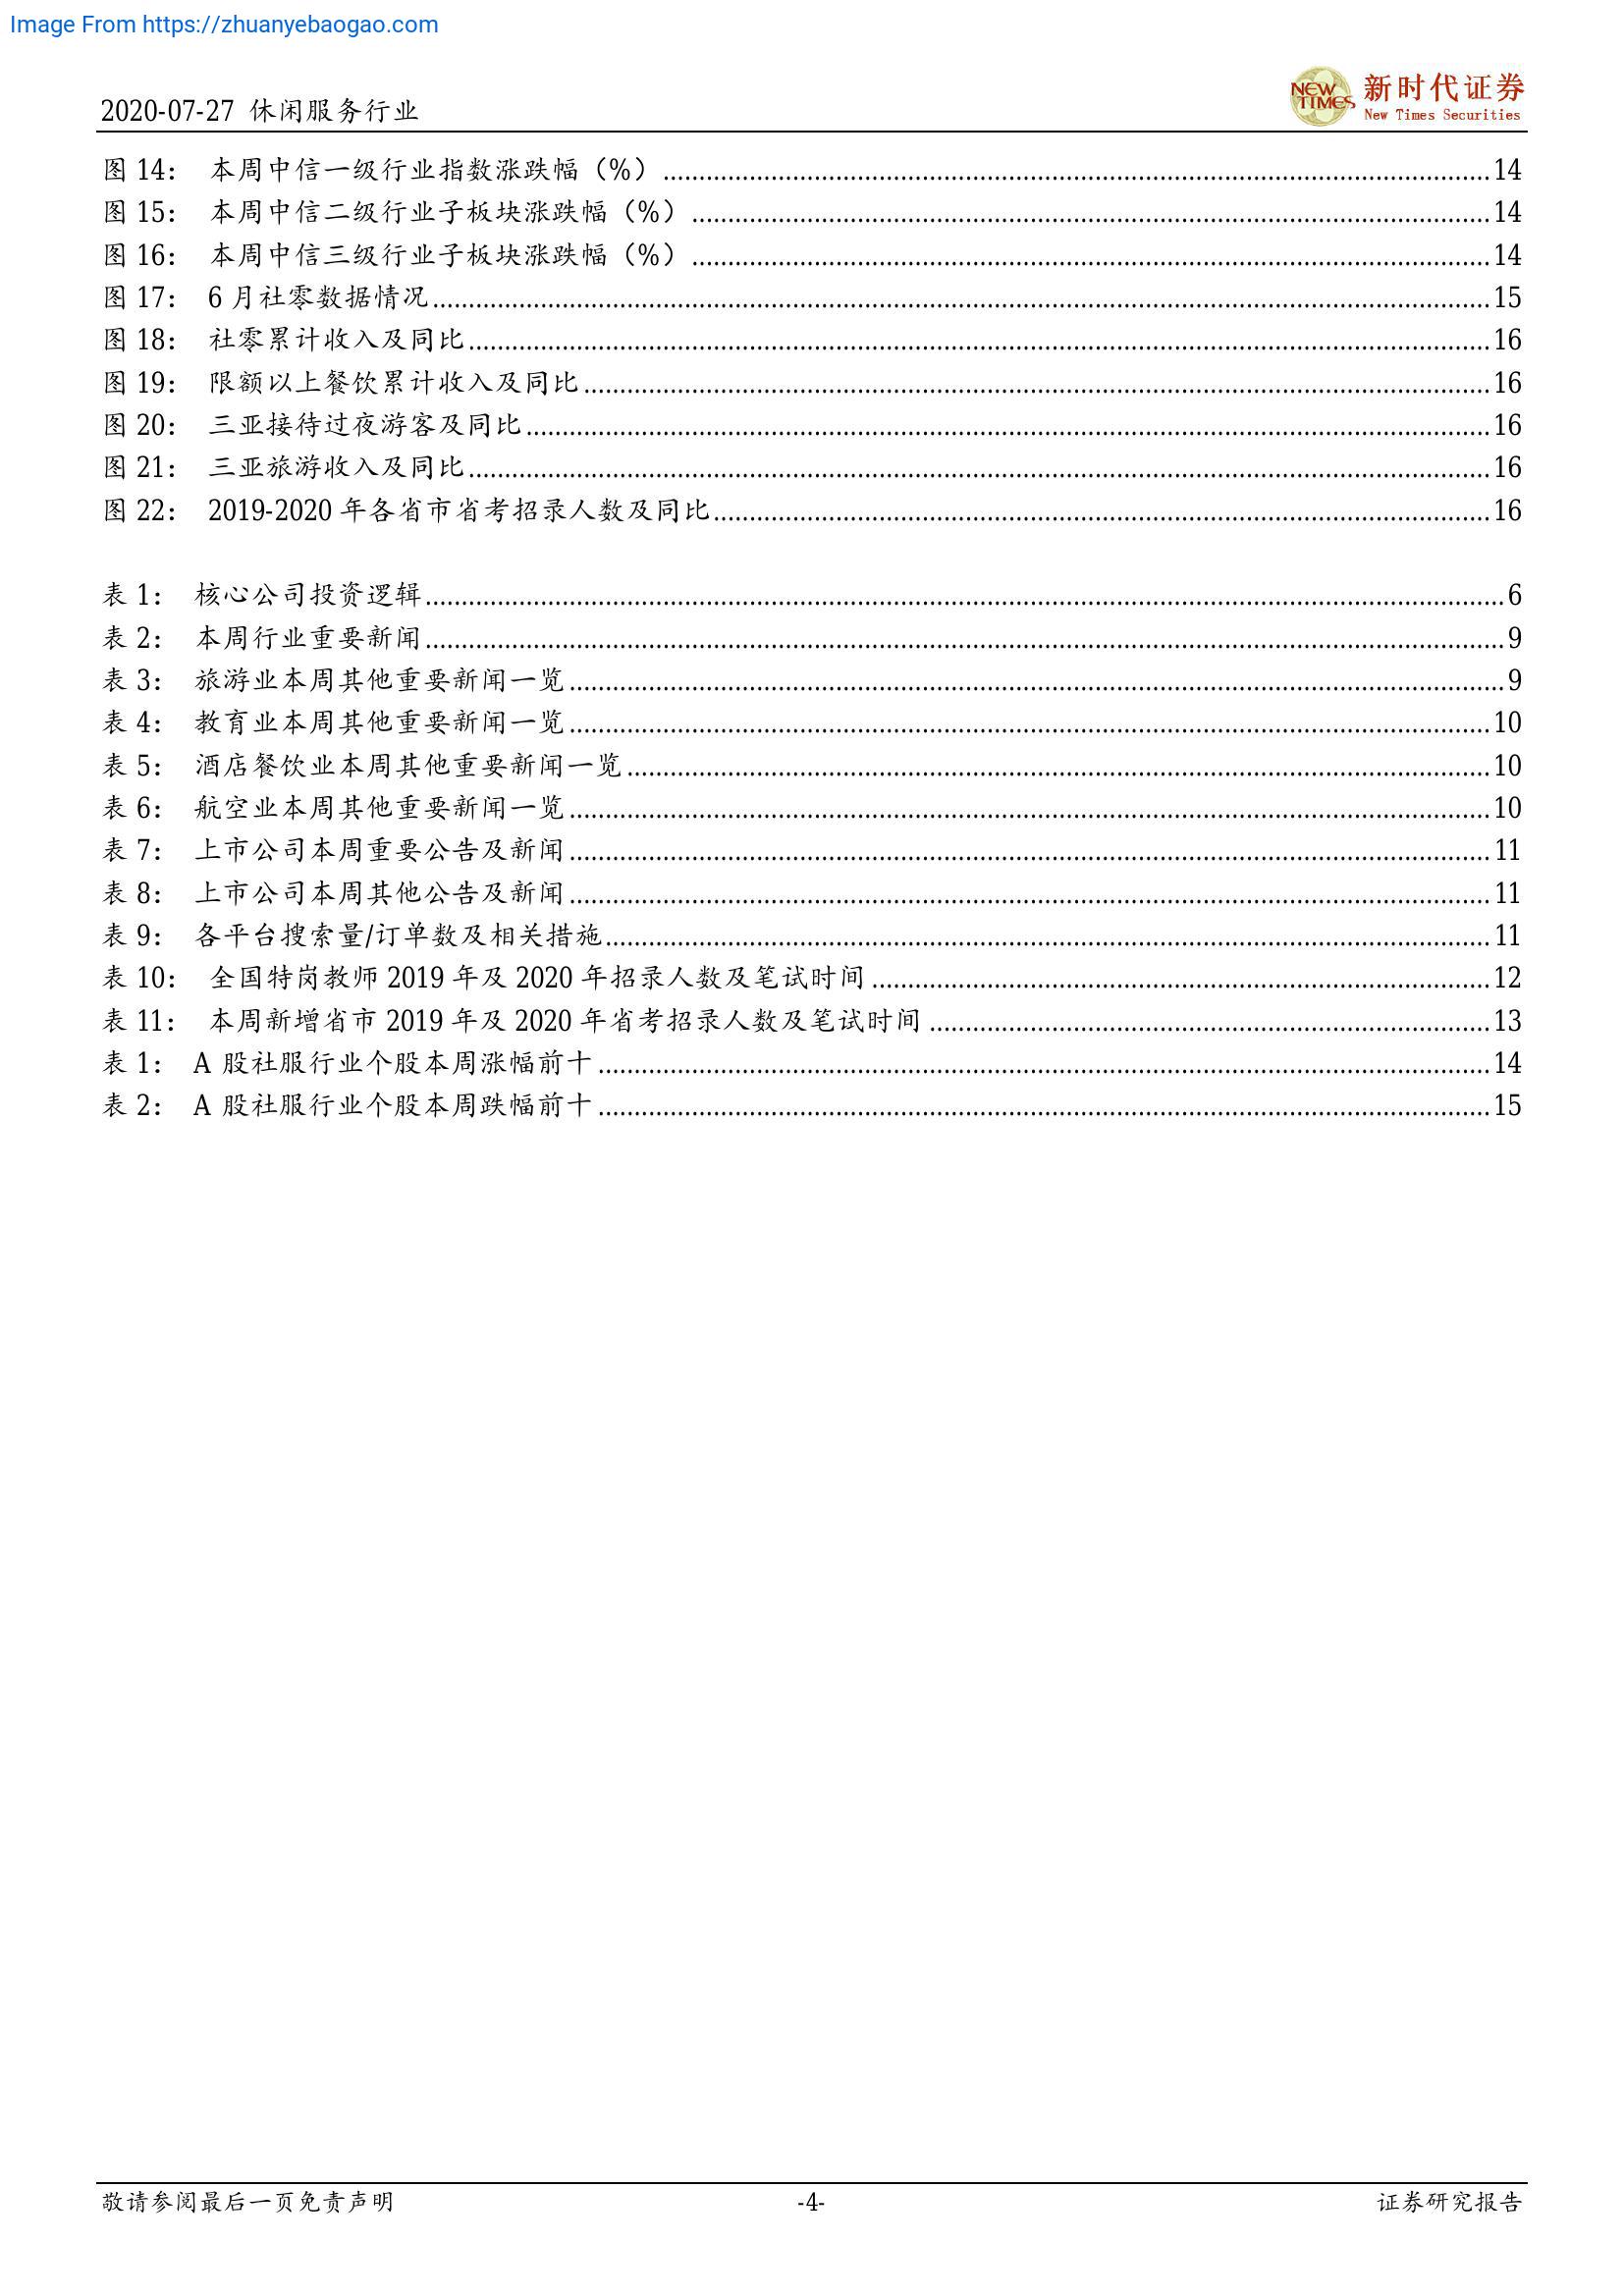 Image From https://zhuanyebaogao.com
2020-07-27 休闲服务行业
NEW TIMES
新时代证券
New Times Securities
图 14： 本周中信一级行业指数涨跌幅（%）........14
图 15： 本周中信二级行业子板块涨跌幅（%）........14
图 16： 本周中信三级行业子板块涨跌幅（%）........14
图 17： 6 月社零数据情况........15
图 18： 社零累计收入及同比........16
图 19： 限额以上餐饮累计收入及同比........16
图 20： 三亚接待过夜游客及同比........16
图 21： 三亚旅游收入及同比........16
图 22： 2019-2020 年各省市省考招录人数及同比........16
表 1： 核心公司投资逻辑........6
表 2： 本周行业重要新闻........9
表 3： 旅游业本周其他重要新闻一览........9
表 4： 教育业本周其他重要新闻一览........10
表 5： 酒店餐饮业本周其他重要新闻一览........10
表 6： 航空业本周其他重要新闻一览........10
表 7： 上市公司本周重要公告及新闻........11
表 8： 上市公司本周其他公告及新闻........11
表 9： 各平台搜索量/订单数及相关措施........11
表 10： 全国特岗教师 2019 年及 2020 年招录人数及笔试时间........12
表 11： 本周新增省市 2019 年及 2020 年省考招录人数及笔试时间........13
表 1： A 股社服行业个股本周涨幅前十........14
表 2： A 股社服行业个股本周跌幅前十........15
敬请参阅最后一页免责声明
-4-
证券研究报告